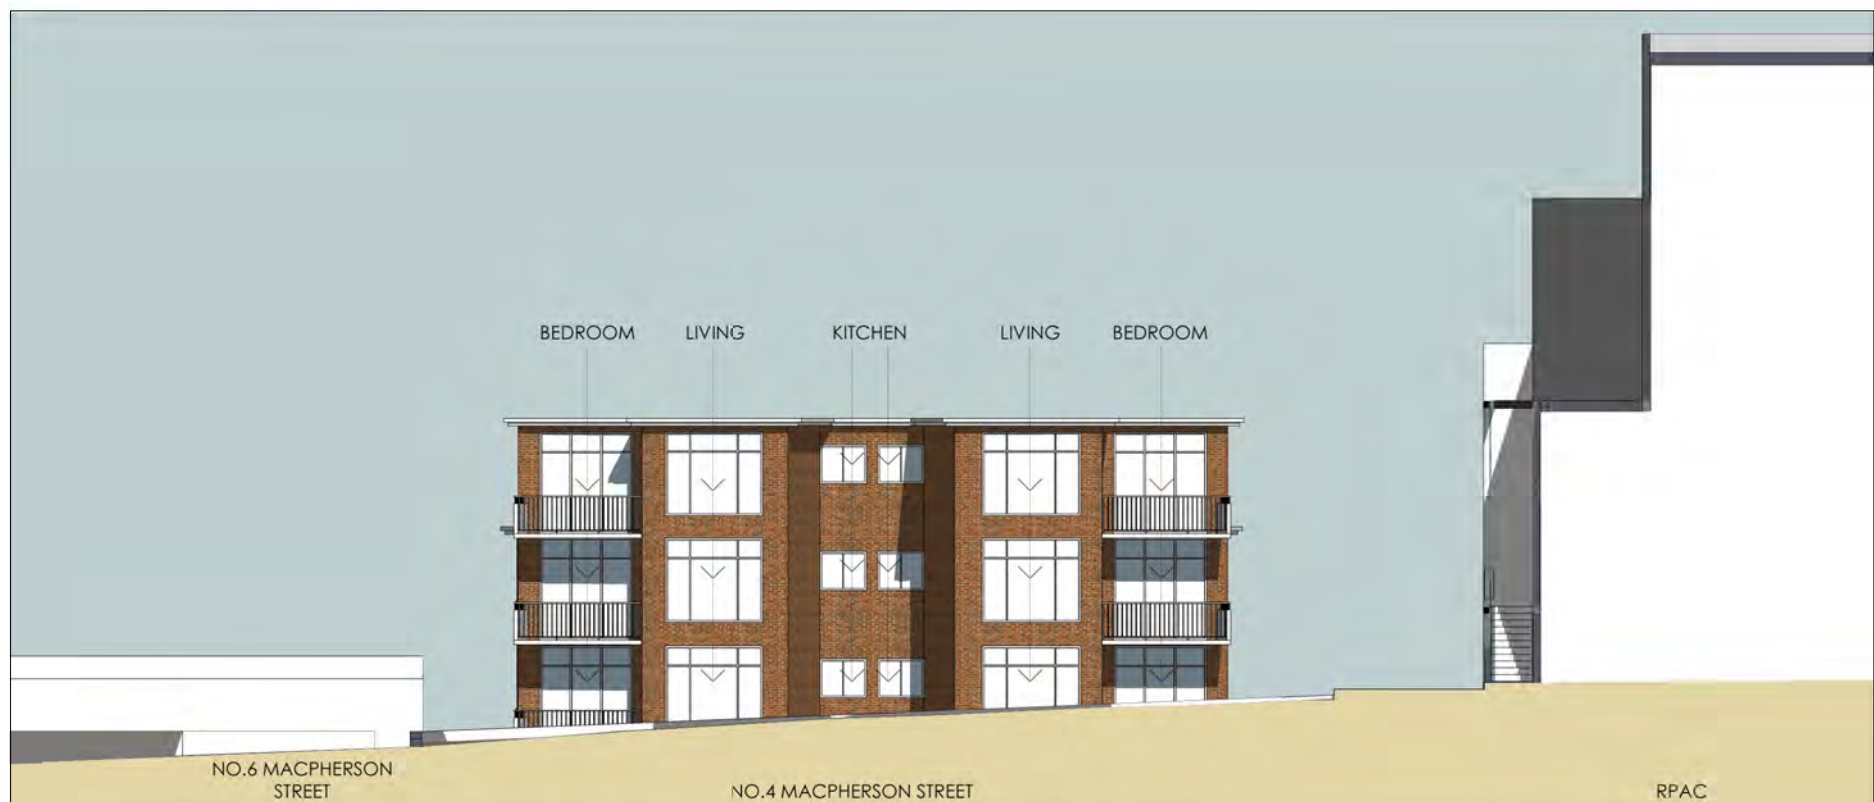 BEDROOM LIVING KITCHEN LIVING BEDROOM
NO.6 MACPHERSON
STREET
NO.4 MACPHERSON STREET
RPAC